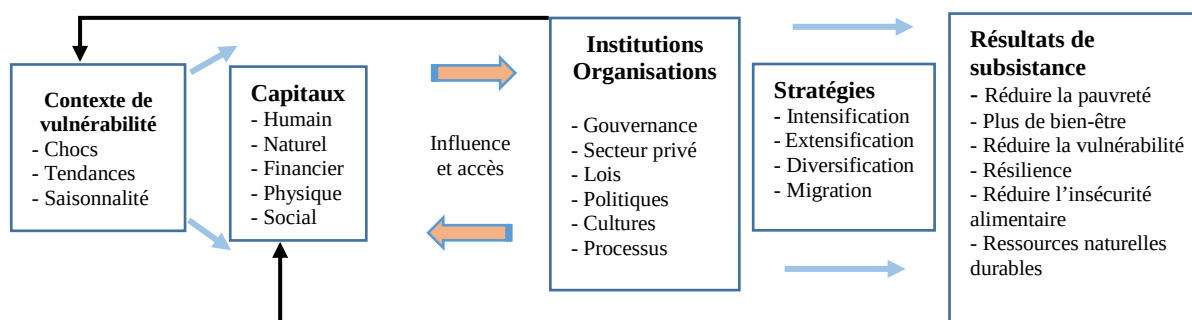 Contexte de
vulnérabilité
- Chocs
- Tendances
- Saisonnalité
Capitaux
- Humain
- Naturel
- Financier
- Physique
- Social
Influence
et accès
Institutions
Organisations
- Gouvernance
- Secteur privé
- Lois
- Politiques
- Cultures
- Processus
Stratégies
- Intensification
- Extensification
- Diversification
- Migration
Résultats de
subsistance
- Réduire la pauvreté
- Plus de bien-être
- Réduire la vulnérabilité
- Résilience
- Réduire l’insécurité
alimentaire
- Ressources naturelles
durables